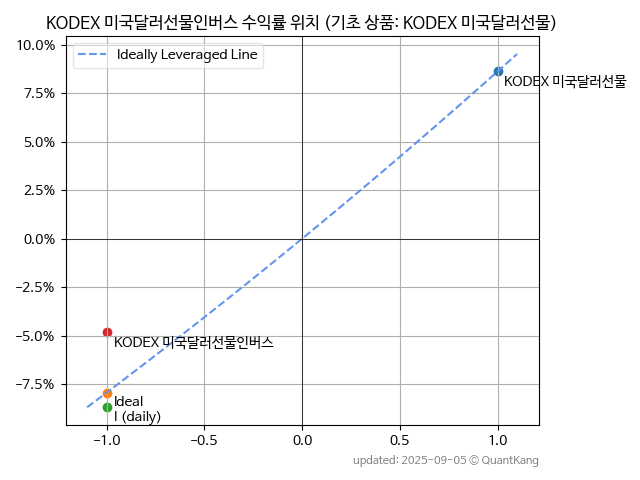 KODEX 미국달러선물인버스 수익률 위치 (기초 상품: KODEX 미국달러선물)
10.0%
Ideally Leveraged Line
7.5%
KODEX 미국달러선물
5.0%
2.5%
0.0%
−2.5%
−5.0%
KODEX 미국달러선물인버스
−7.5%
Ideal
l (daily)
−1.0 −0.5 0.0 0.5 1.0
updated: 2025-09-05 © QuantKang